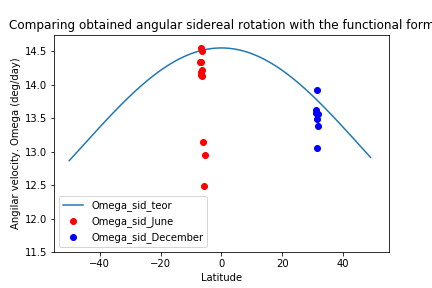 Comparing obtained angular sidereal rotation with the functional form
14.5
14.0
13.5
13.0
12.5
12.0
11.5
Angilar velocity. Omega (deg/day)
Omega_sid_teor
Omega_sid_June
Omega_sid_December
−40 −20 0 20 40
Latitude